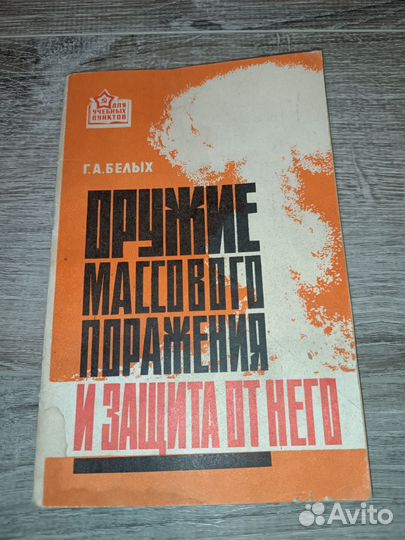 ДЛЯ
УЧЕБНЫХ
ПУНКТОВ
Г.А.БЕЛЫХ
ОРУЖИЕ
МАССОВОГО
ПОРАЖЕНИЯ
И ЗАЩИТА ОТ НЕГО
Avito